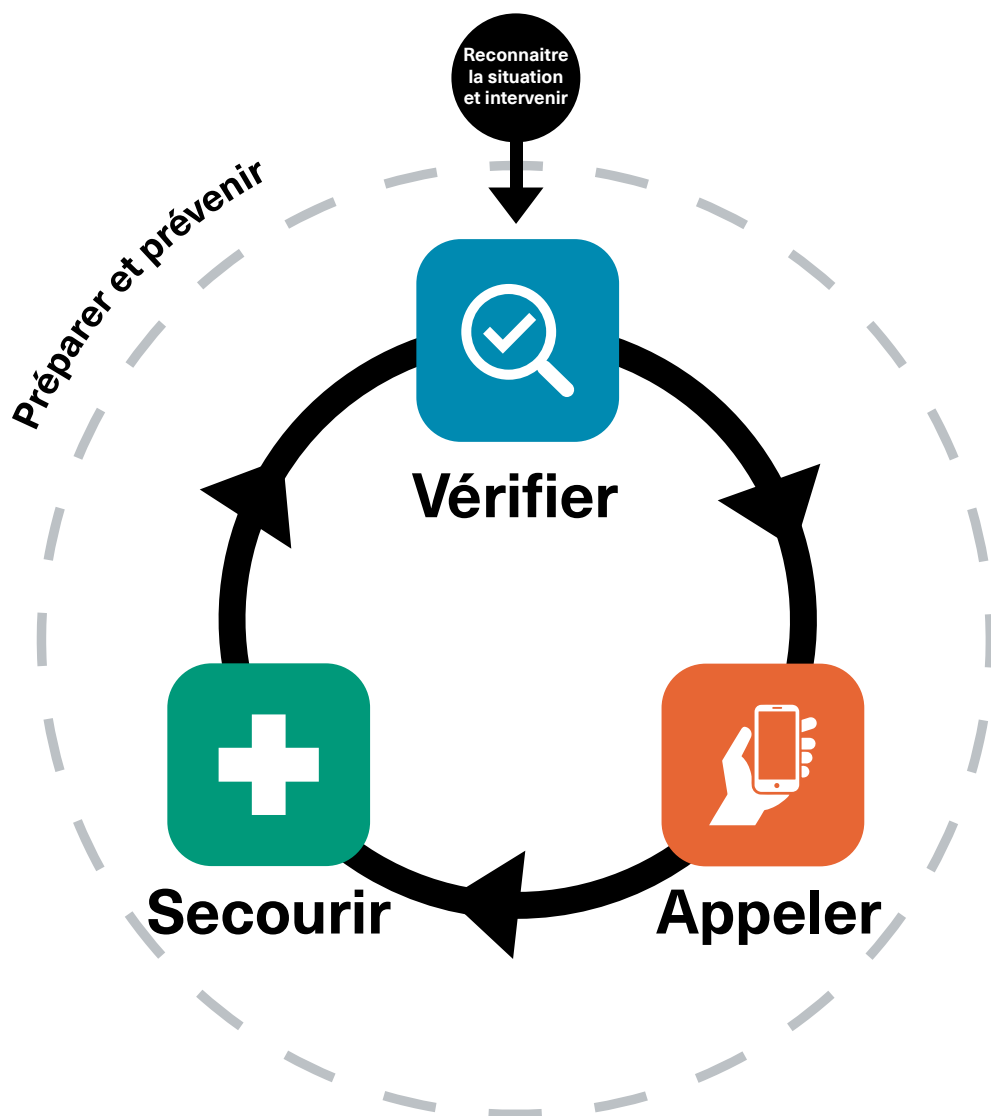 Reconnaitre
la situation
et intervenir
Préparer et prévenir
Vérifier
Secourir
Appeler